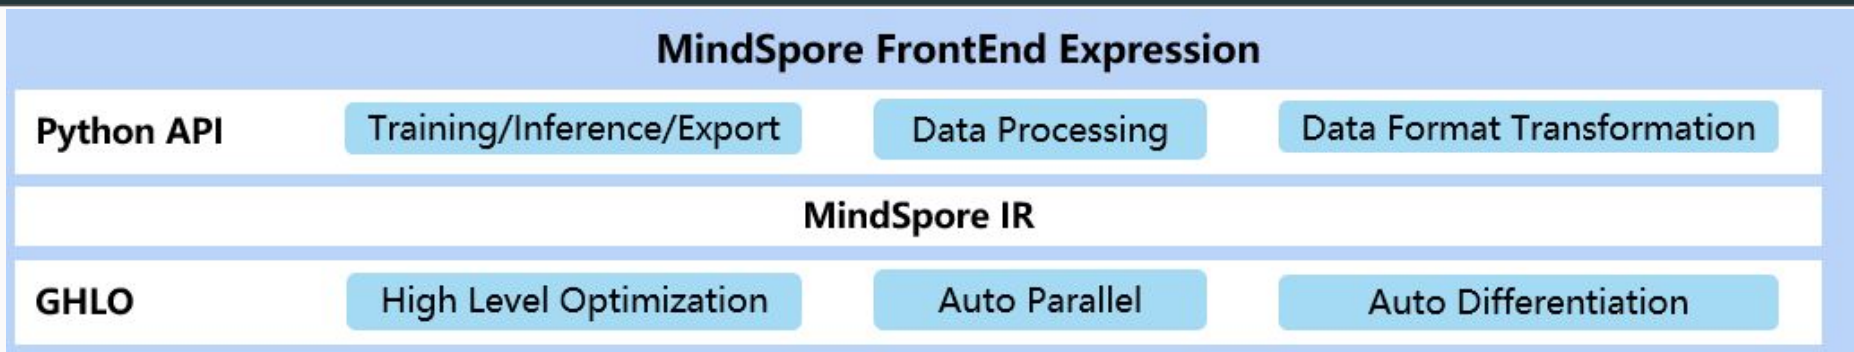 MindSpore FrontEnd Expression
Python API Training/Inference/Export Data Processing Data Format Transformation
MindSpore IR
GHLO High Level Optimization Auto Parallel Auto Differentiation